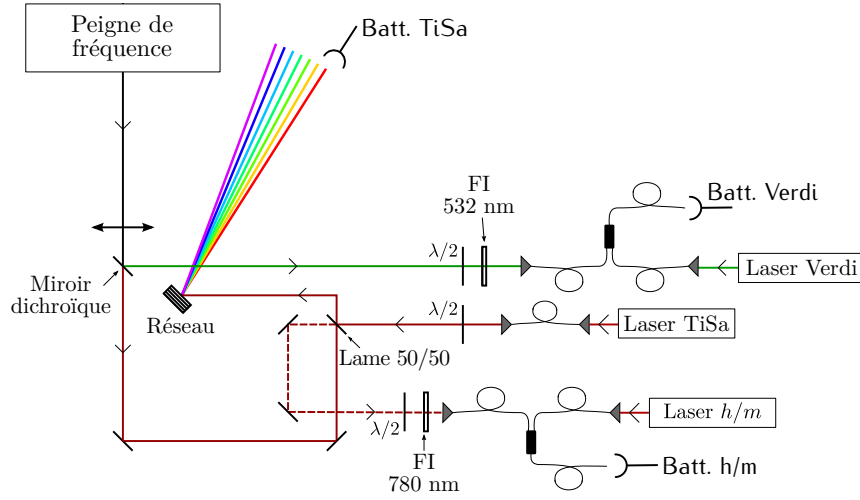 Peigne de
fréquence
Batt. TiSa
FI
532 nm
Batt. Verdi
λ/2
Laser Verdi
Miroir
dichroïque
Réseau
λ/2
Laser TiSa
Lame 50/50
λ/2
Laser h/m
FI
780 nm
Batt. h/m